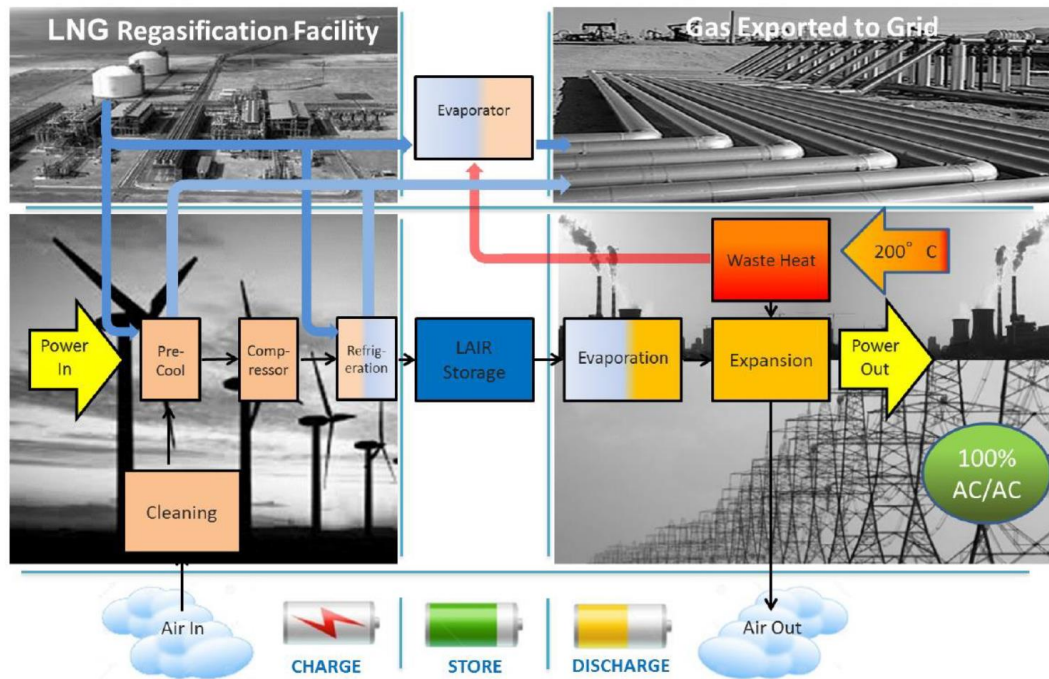 LNG Regasification Facility
Gas Exported to Grid
Evaporator
Waste Heat
200° C
Power
In
Pre-
Cool
Comp-
ressor
Refrig-
eration
LAIR
Storage
Evaporation
Expansion
Power
Out
Cleaning
100%
AC/AC
Air In
CHARGE
STORE
DISCHARGE
Air Out